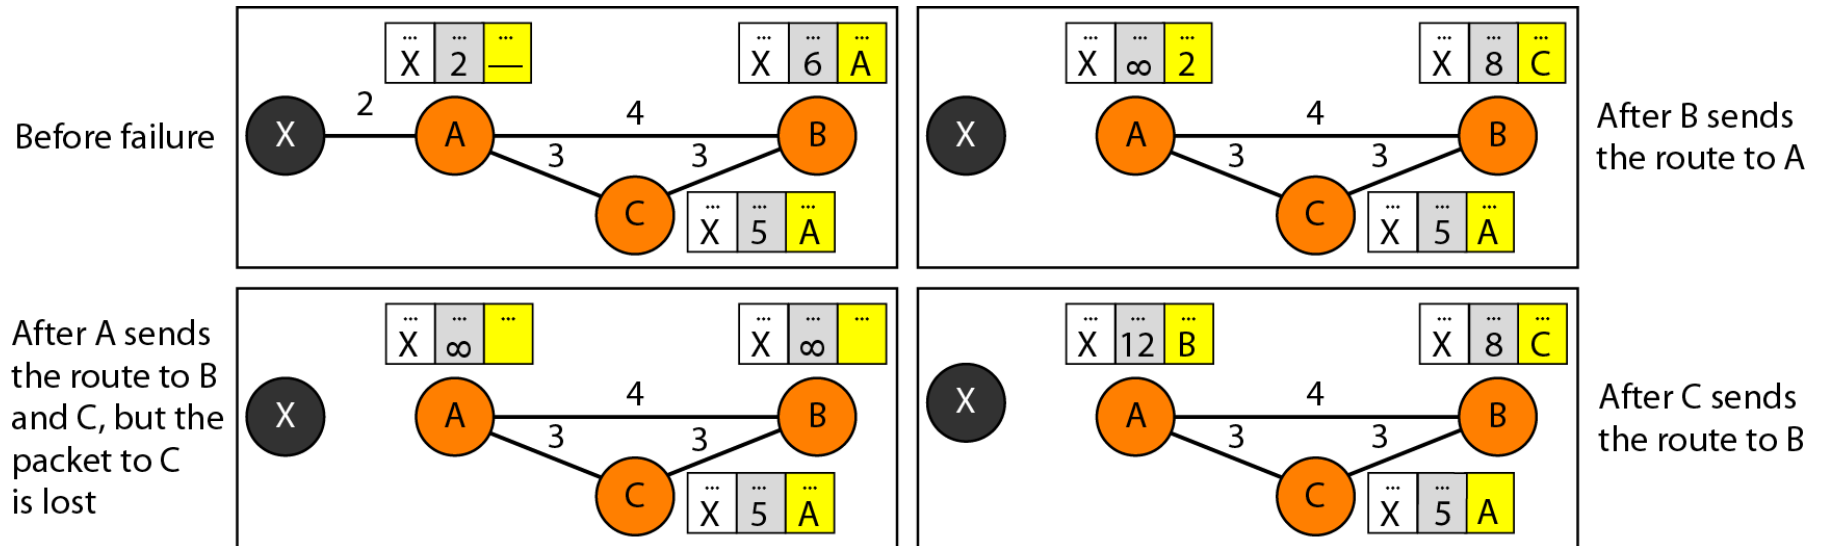 Before failure
... ... ...
X 2 —
... ... ...
X 6 A
X 2 A 4 B
3 3
C
... ... ...
X 5 A
... ... ...
X ∞ 2
... ... ...
X 8 C
X A 4 B
3 3
C
... ... ...
X 5 A
After B sends
the route to A
After A sends
the route to B
and C, but the
packet to C
is lost
... ... ...
X ∞
... ... ...
X ∞
X A 4 B
3 3
C
... ... ...
X 5 A
... ... ...
X 12 B
... ... ...
X 8 C
X A 4 B
3 3
C
... ...
X 5 A
After C sends
the route to B